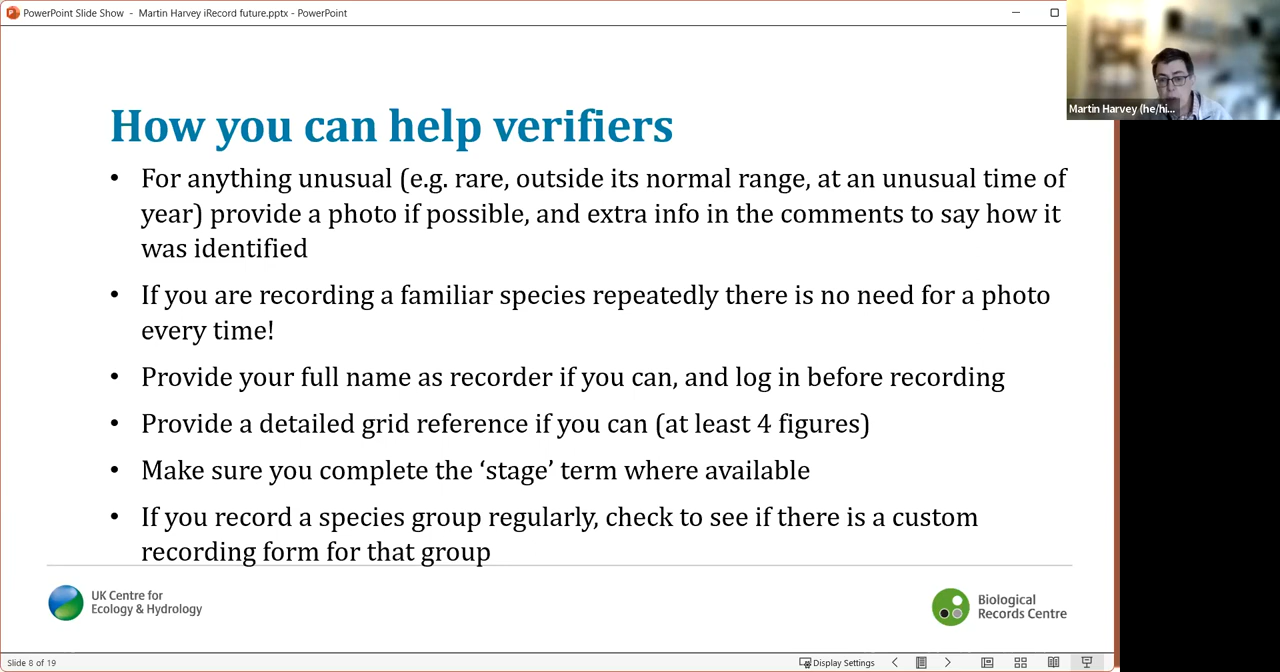 PowerPoint Slide Show - Martin Harvey iRecord future.pptx - PowerPoint
Martin Harvey (he/hi...
How you can help verifiers
• For anything unusual (e.g. rare, outside its normal range, at an unusual time of
year) provide a photo if possible, and extra info in the comments to say how it
was identified
• If you are recording a familiar species repeatedly there is no need for a photo
every time!
• Provide your full name as recorder if you can, and log in before recording
• Provide a detailed grid reference if you can (at least 4 figures)
• Make sure you complete the ‘stage’ term where available
• If you record a species group regularly, check to see if there is a custom
recording form for that group
UK Centre for
Ecology & Hydrology
Biological
Records Centre
Slide 8 of 19
Display Settings